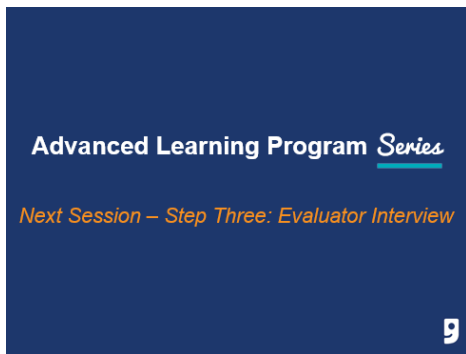 Advanced Learning Program Series
Next Session – Step Three: Evaluator Interview